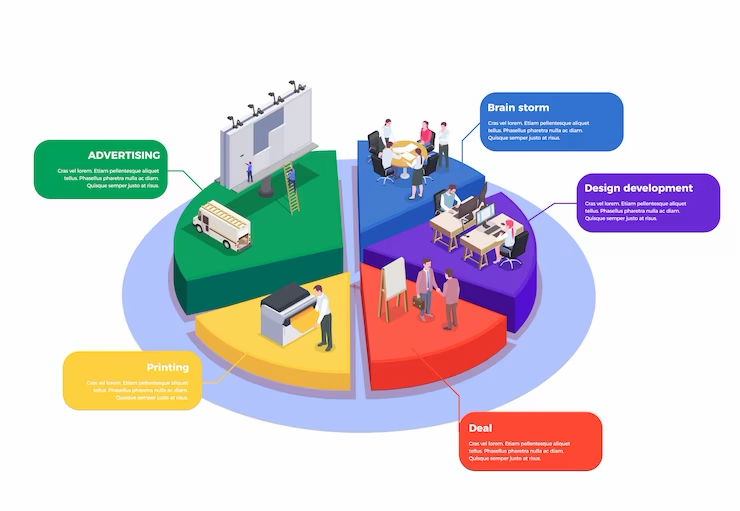 Brain storm
Cras vel lorem. Etiam pellentesque aliquet
tellus. Phasellus pharetra nulla ac diam.
Quisque semper justo at risus.
ADVERTISING
Cras vel lorem. Etiam pellentesque aliquet
tellus. Phasellus pharetra nulla ac diam.
Quisque semper justo at risus.
Design development
Cras vel lorem. Etiam pellentesque aliquet
tellus. Phasellus pharetra nulla ac diam.
Quisque semper justo at risus.
Printing
Cras vel lorem. Etiam pellentesque aliquet
tellus. Phasellus pharetra nulla ac diam.
Quisque semper justo at risus.
Deal
Cras vel lorem. Etiam pellentesque aliquet
tellus. Phasellus pharetra nulla ac diam.
Quisque semper justo at risus.